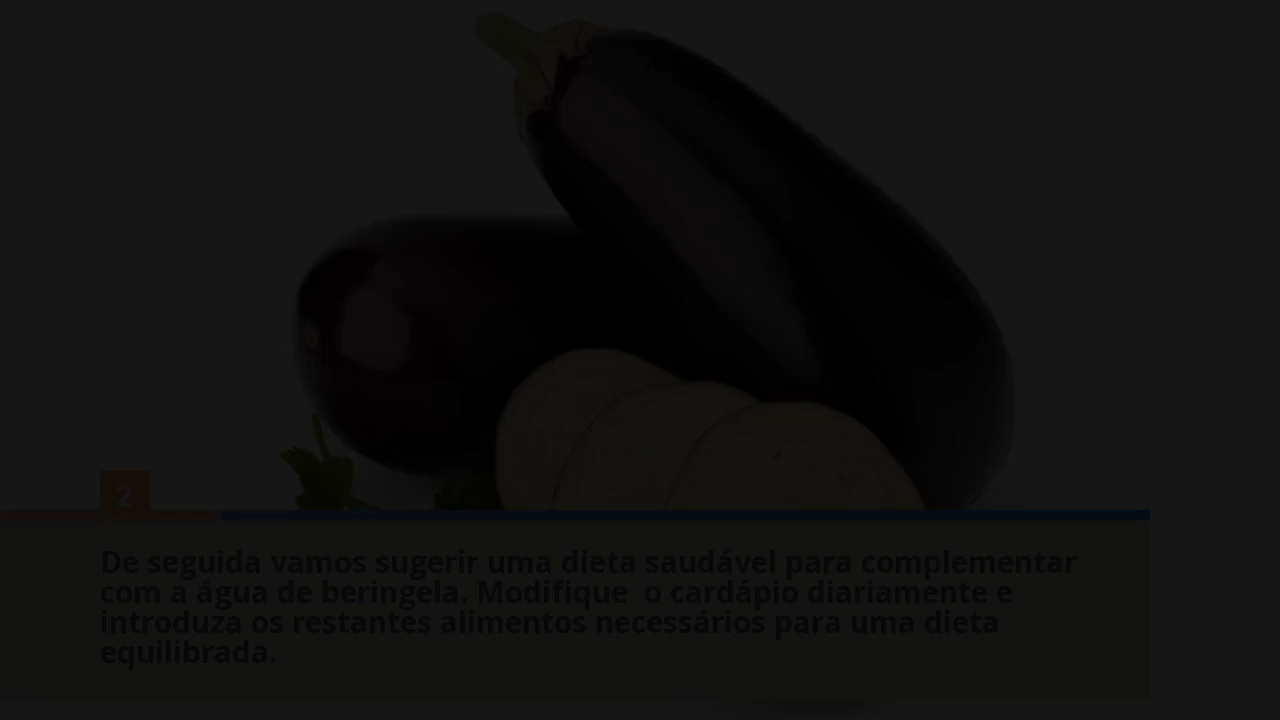 2
De seguida vamos sugerir uma dieta saudável para complementar
com a água de beringela. Modifique  o cardápio diariamente e
introduza os restantes alimentos necessários para uma dieta
equilibrada.